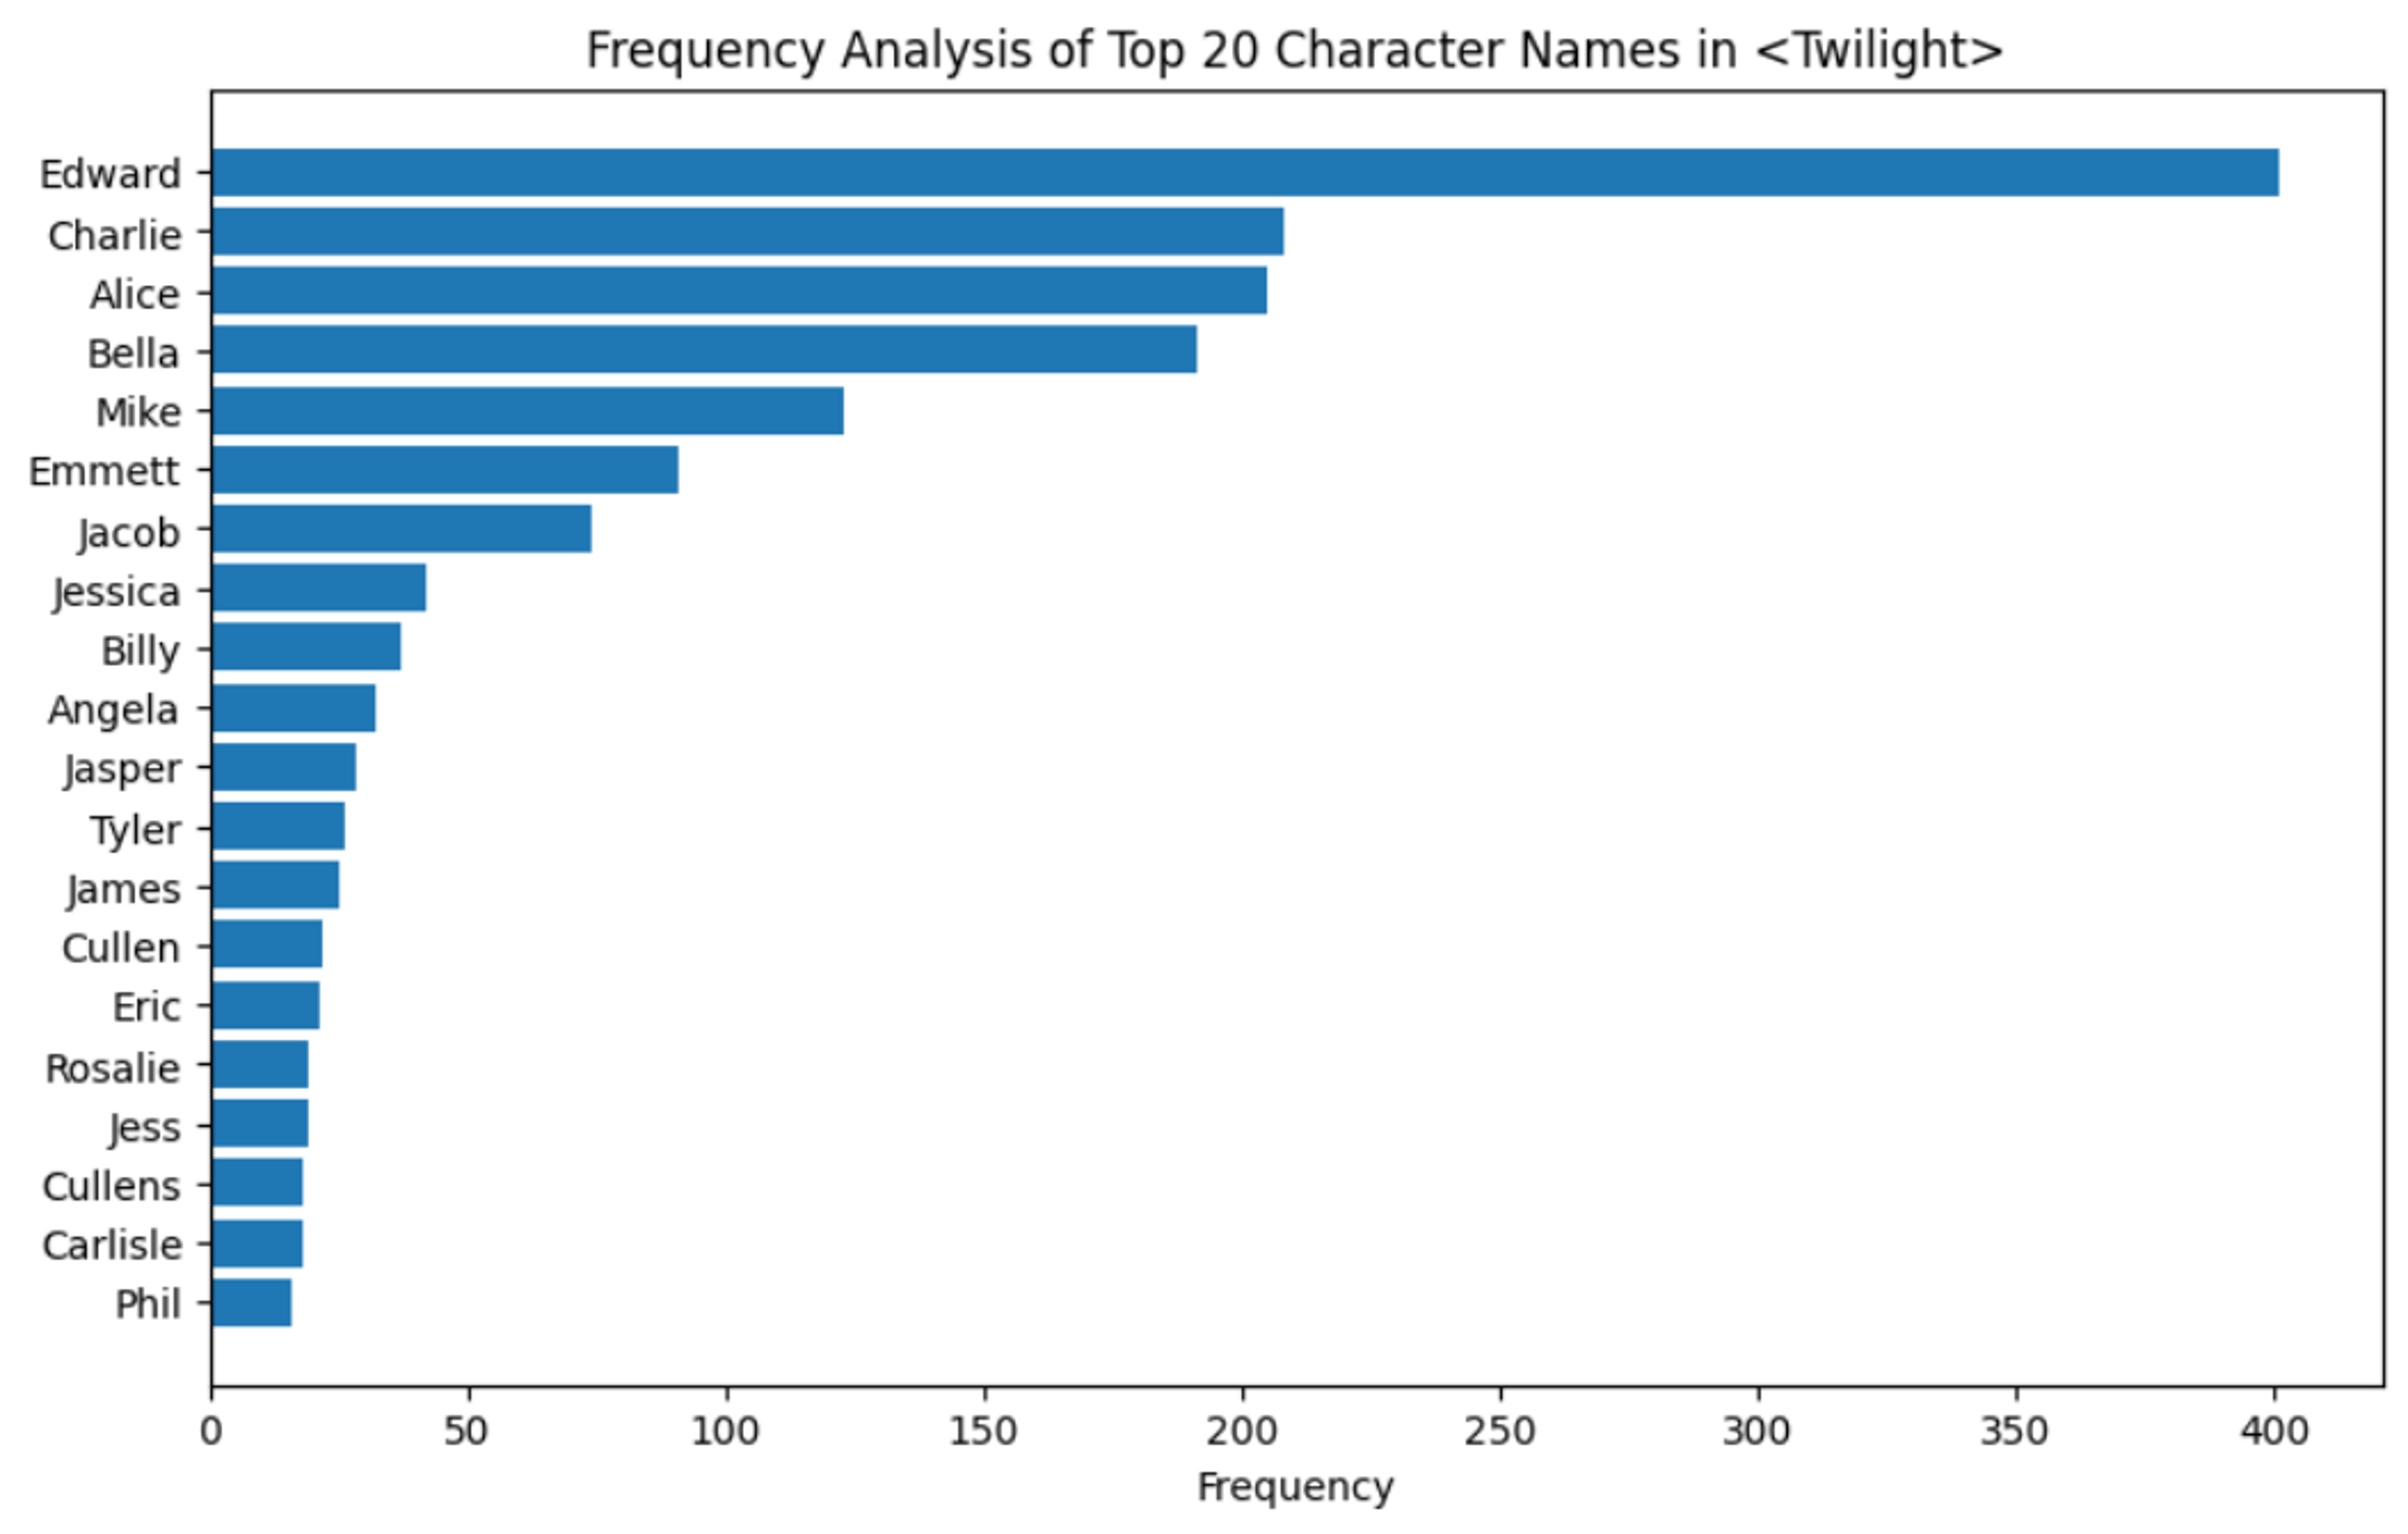 Frequency Analysis of Top 20 Character Names in <Twilight>
Edward
Charlie
Alice
Bella
Mike
Emmett
Jacob
Jessica
Billy
Angela
Jasper
Tyler
James
Cullen
Eric
Rosalie
Jess
Cullens
Carlisle
Phil
0 50 100 150 200 250 300 350 400
Frequency